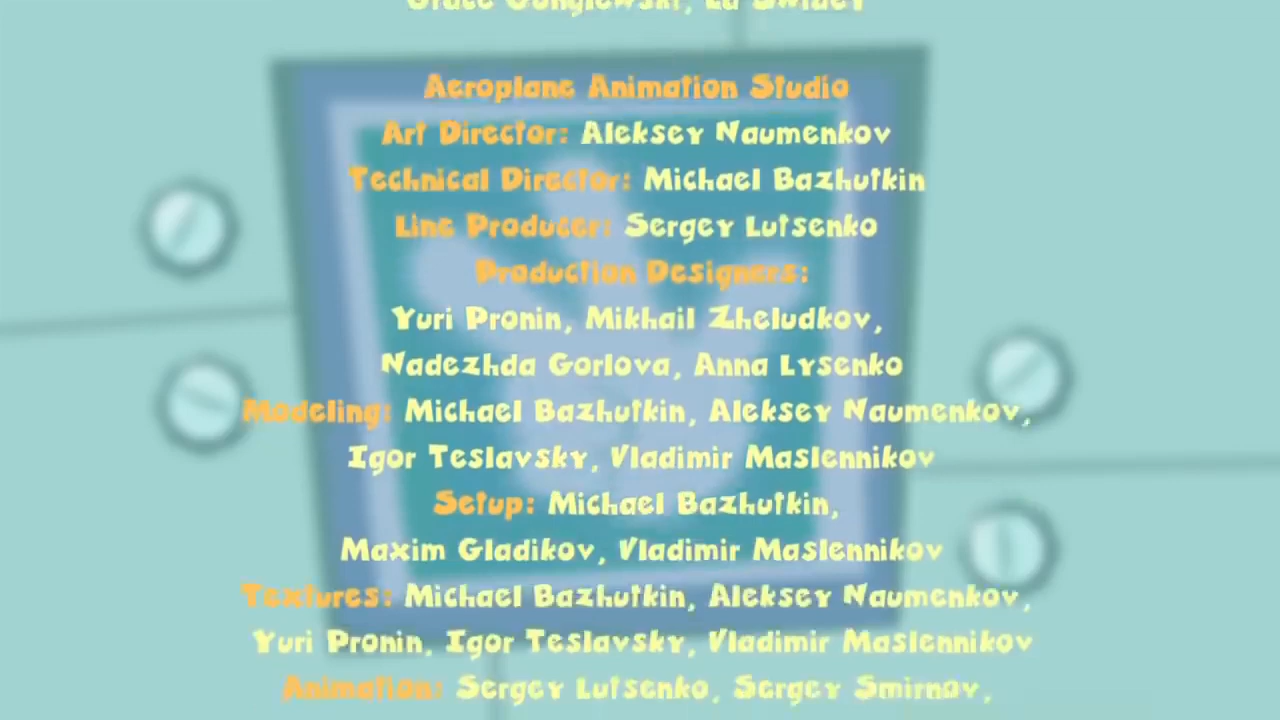 Aeroplane Animation Studio
Art Director: Aleksey Naumenkov
Technical Director: Michael Bazhutkin
Line Producer: Sergey Lutsenko
Production Designers:
Yuri Pronin, Mikhail Zheludkov,
Nadezhda Gorlova, Anna Lysenko
Modeling: Michael Bazhutkin, Aleksey Naumenkov,
Igor Teslavsky, Vladimir Maslennikov
Setup: Michael Bazhutkin,
Maxim Gladikov, Vladimir Maslennikov
Textures: Michael Bazhutkin, Aleksey Naumenkov,
Yuri Pronin, Igor Teslavsky, Vladimir Maslennikov
Animation: Sergey Lutsenko, Sergey Smirnov,